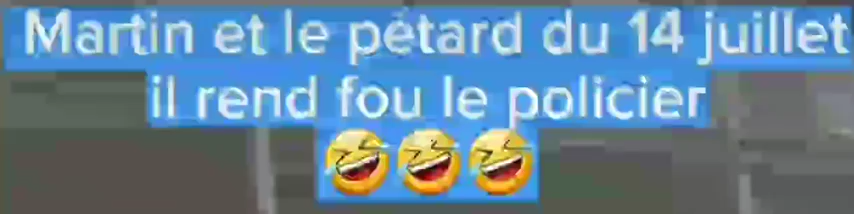 Martin et le pétard du 14 juillet
il rend fou le policier
🤣🤣🤣